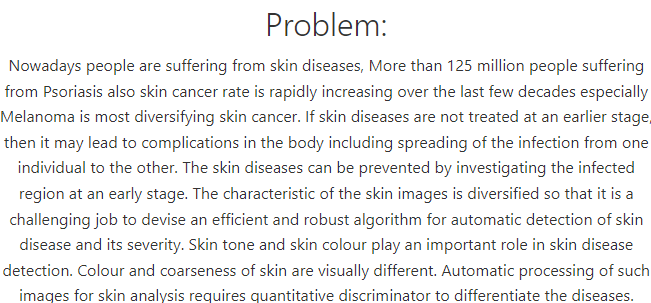 Problem:
Nowadays people are suffering from skin diseases, More than 125 million people suffering
from Psoriasis also skin cancer rate is rapidly increasing over the last few decades especially
Melanoma is most diversifying skin cancer. If skin diseases are not treated at an earlier stage,
then it may lead to complications in the body including spreading of the infection from one
individual to the other. The skin diseases can be prevented by investigating the infected
region at an early stage. The characteristic of the skin images is diversified so that it is a
challenging job to devise an efficient and robust algorithm for automatic detection of skin
disease and its severity. Skin tone and skin colour play an important role in skin disease
detection. Colour and coarseness of skin are visually different. Automatic processing of such
images for skin analysis requires quantitative discriminator to differentiate the diseases.